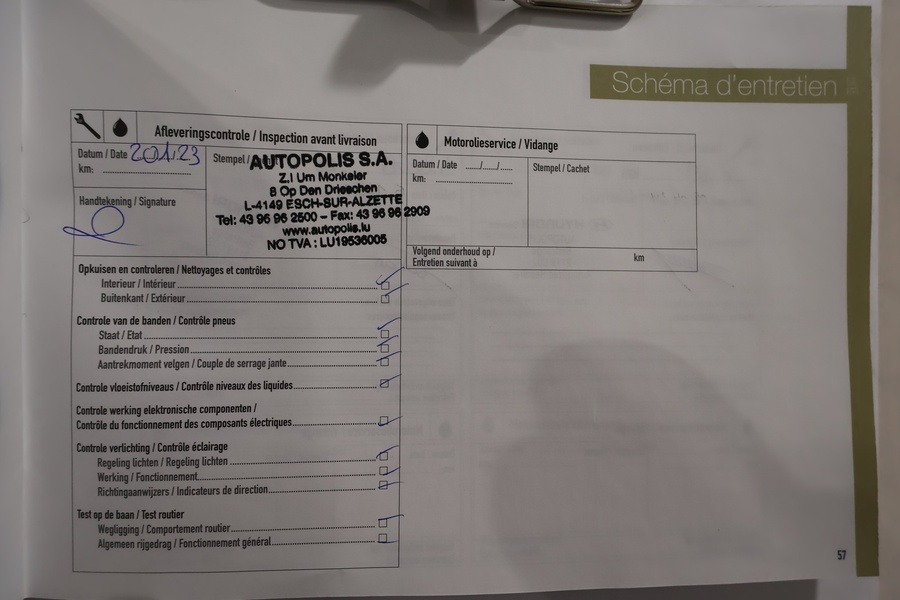 Schéma d'entretien
Afleveringscontrole / Inspection avant livraison
Datum / Date 20.1.23
km:
Handtekening / Signature
Stempel /
AUTOPOLIS S.A.
Z.I Um Monkeler
8 Op Den Drieschen
L-4149 ESCH-SUR-ALZETTE
Tel: 43 96 96 2500 – Fax: 43 96 96 2909
www.autopolis.lu
NO TVA : LU19536005
Opkuisen en controleren / Nettoyages et contrôles
Interieur / Intérieur
Buitenkant / Extérieur
Controle van de banden / Contrôle pneus
Staat / Etat
Bandendruk / Pression
Aantrekmoment velgen / Couple de serrage jante
Controle vloeistofniveaus / Contrôle niveaux des liquides
Controle werking elektronische componenten /
Contrôle du fonctionnement des composants électriques
Controle verlichting / Contrôle éclairage
Regeling lichten / Regeling lichten
Werking / Fonctionnement
Richtingaanwijzers / Indicateurs de direction
Test op de baan / Test routier
Wegligging / Comportement routier
Algemeen rijgedrag / Fonctionnement général
Motorolieservice / Vidange
Datum / Date ...../...../.....
km:
Stempel / Cachet
Volgend onderhoud op /
Entretien suivant à km
57